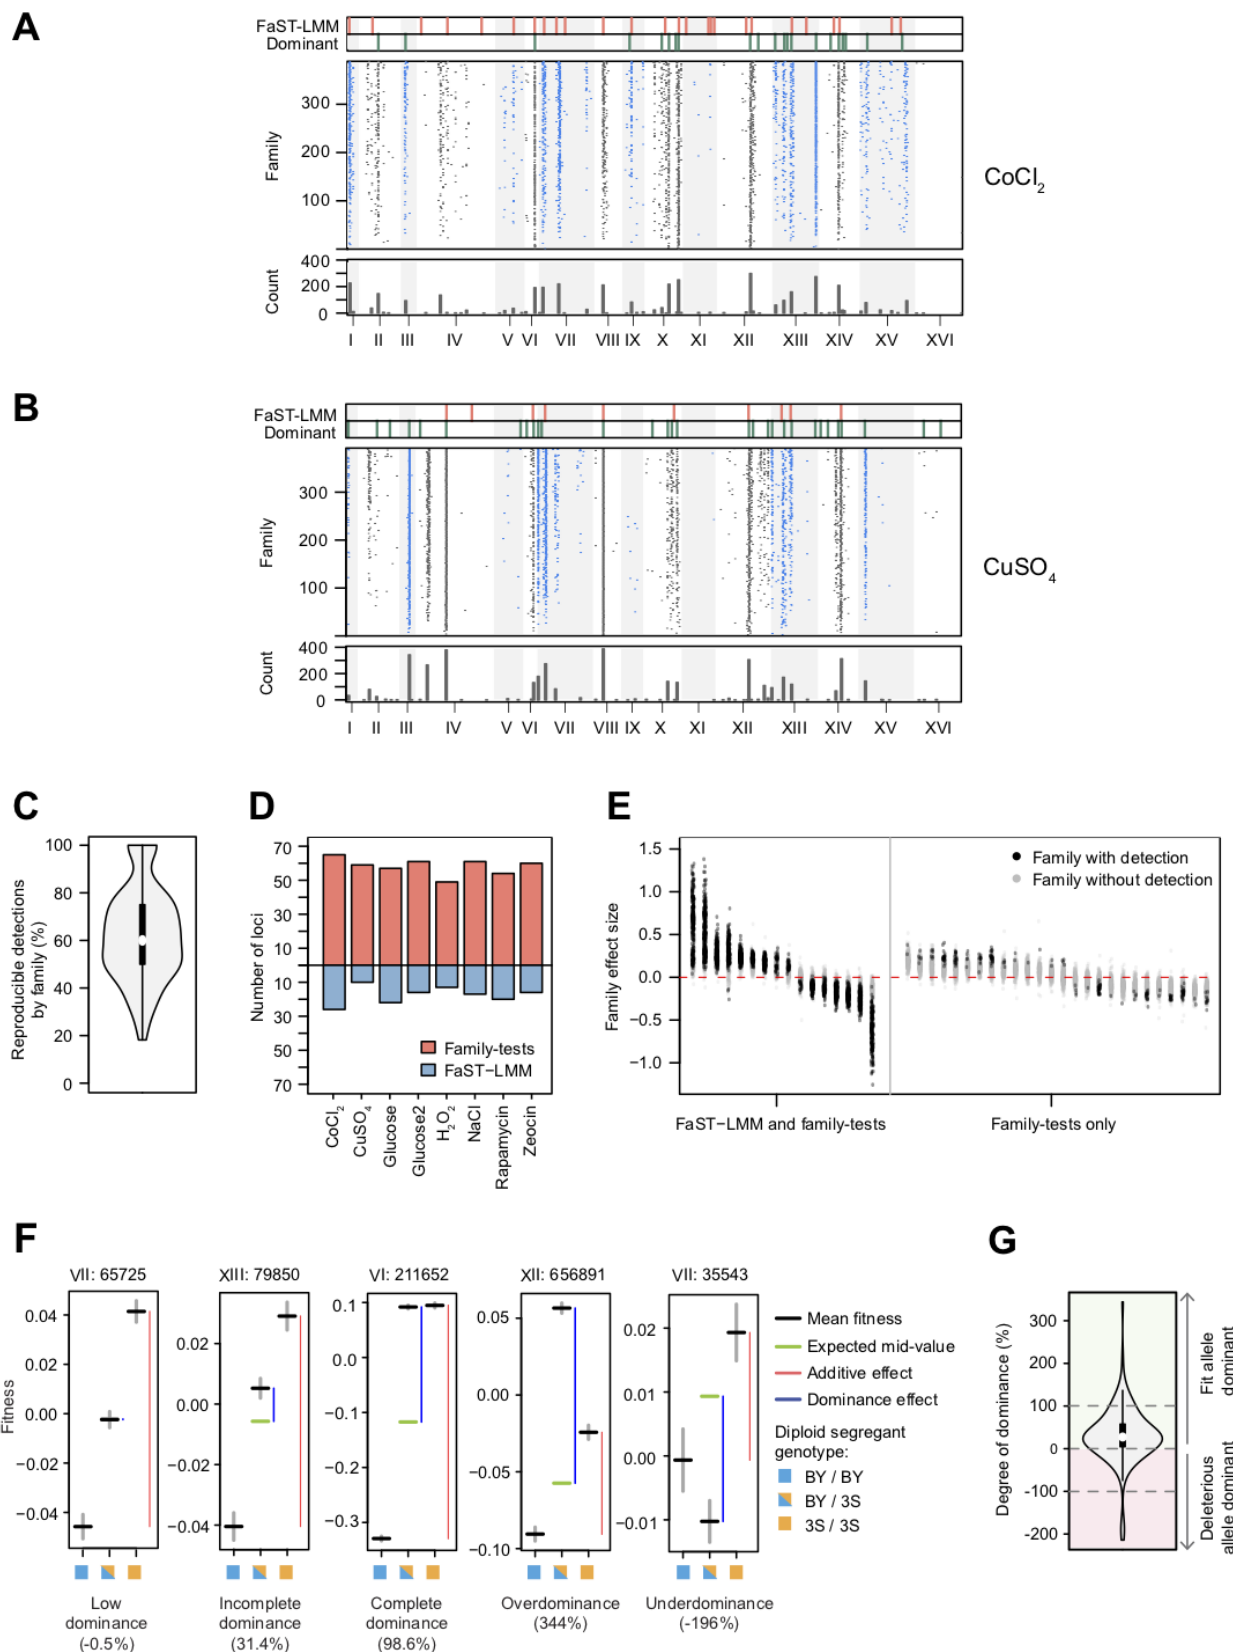 A
FaST-LMM
Dominant
300
200
100
Family
CoCl2
400
200
0
Count
I II III IV V VI VII VIII IX X XI XII XIII XIV XV XVI
B
FaST-LMM
Dominant
300
200
100
Family
CuSO4
400
200
0
Count
I II III IV V VI VII VIII IX X XI XII XIII XIV XV XVI
C
Reproducible detections
by family (%)
100
80
60
40
20
0
D
Number of loci
70
50
30
10
10
30
50
70
Family-tests
FaST−LMM
CoCl2
CuSO4
Glucose
Glucose2
H2O2
NaCl
Rapamycin
Zeocin
E
Family effect size
1.5
1.0
0.5
0.0
−0.5
−1.0
Family with detection
Family without detection
FaST−LMM and family-tests
Family-tests only
F
Fitness
VII: 65725
0.04
0.02
0.00
−0.02
−0.04
Low
dominance
(-0.5%)
XIII: 79850
0.02
0.00
−0.04
Incomplete
dominance
(31.4%)
VI: 211652
0.1
0.0
−0.1
−0.2
−0.3
Complete
dominance
(98.6%)
XII: 656891
0.05
0.00
−0.05
−0.10
Overdominance
(344%)
VII: 35543
0.02
0.01
0.00
−0.01
Underdominance
(-196%)
Mean fitness
Expected mid-value
Additive effect
Dominance effect
Diploid segregant
genotype:
BY / BY
BY / 3S
3S / 3S
G
Degree of dominance (%)
300
200
100
0
-100
-200
Fit allele
dominant
Deleterious
allele dominant